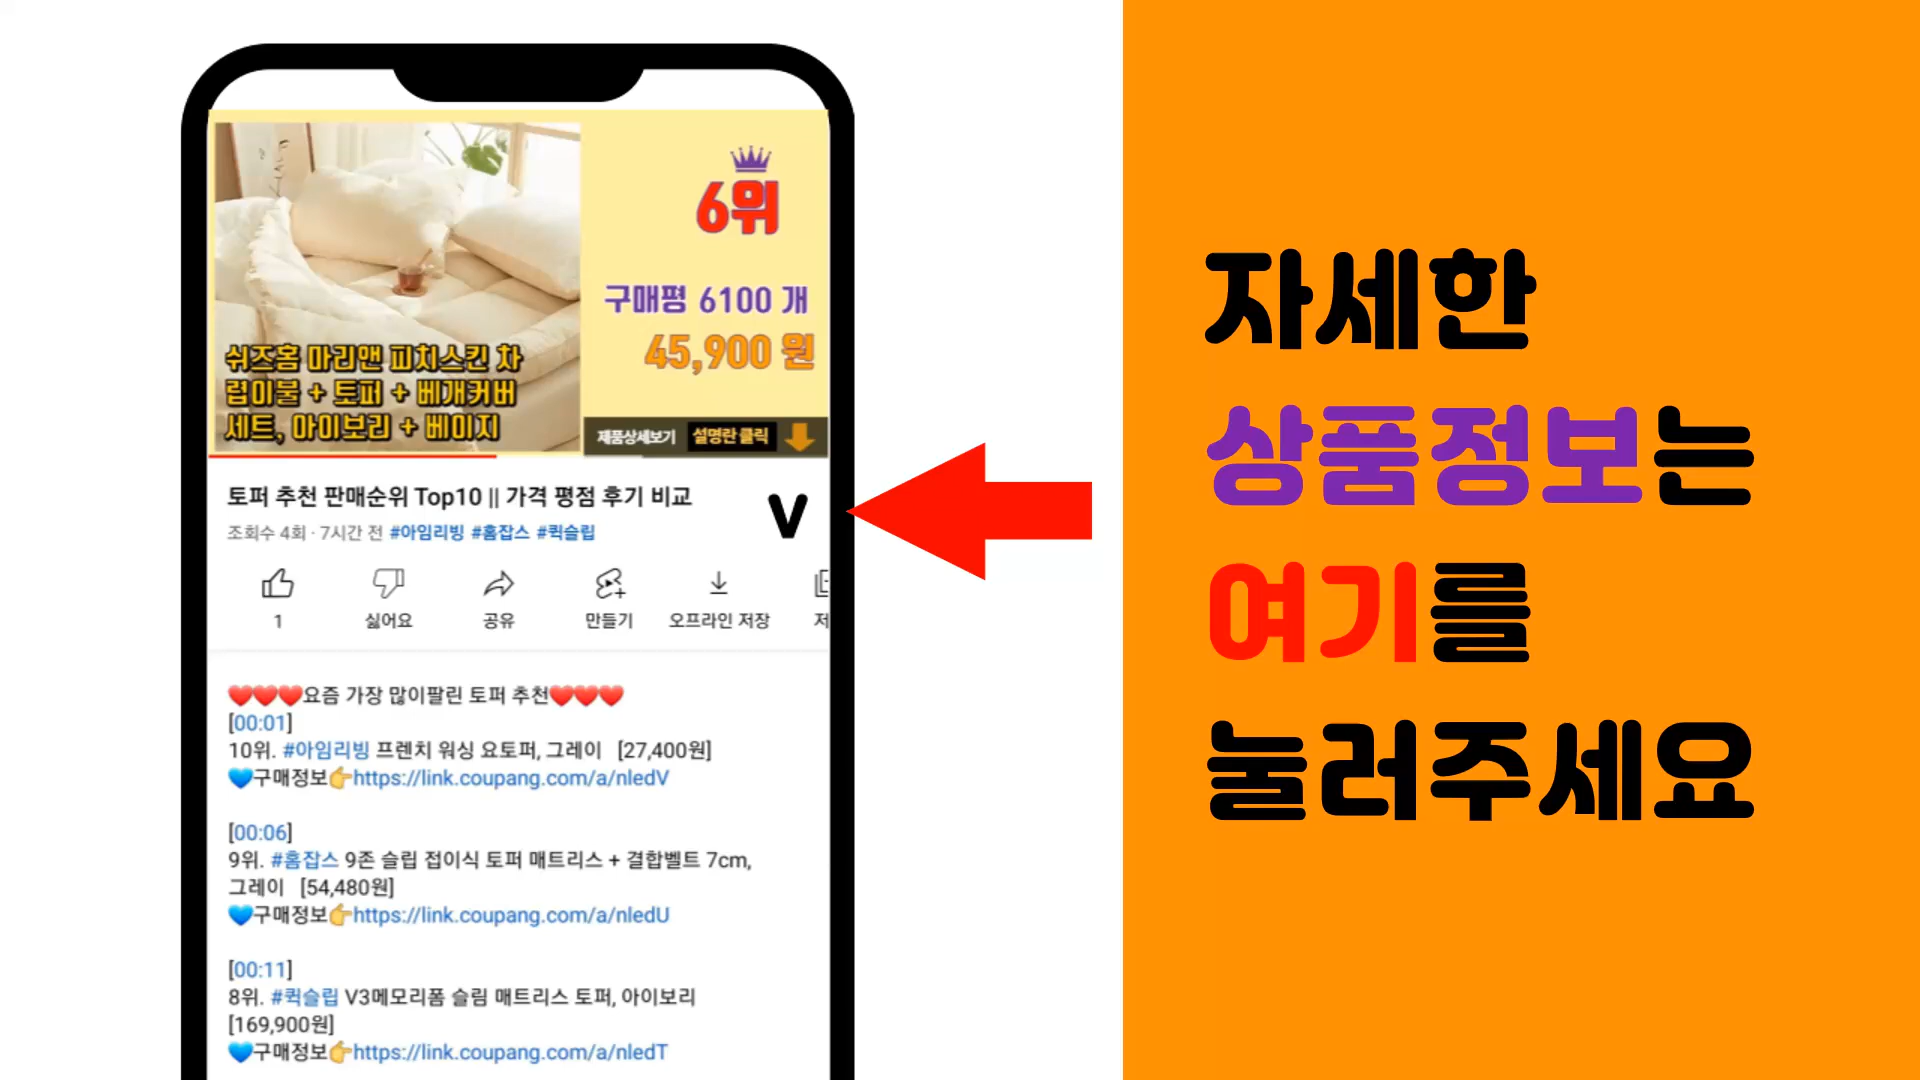 6위
구매평 6100 개
45,900 원
쉬즈홈 마리앤 피치스킨 차
렵이불 + 토퍼 + 베개커버
세트, 아이보리 + 베이지
제품상세보기 설명란 클릭
토퍼 추천 판매순위 Top10 || 가격 평점 후기 비교
V
조회수 4회 · 7시간 전 #아임리빙 #홈잡스 #퀵슬립
1 싫어요 공유 만들기 오프라인 저장 저
❤❤❤요즘 가장 많이팔린 토퍼 추천❤❤❤
[00:01]
10위. #아임리빙 프렌치 워싱 요토퍼, 그레이 [27,400원]
💙구매정보👉https://link.coupang.com/a/nledV
[00:06]
9위. #홈잡스 9존 슬립 접이식 토퍼 매트리스 + 결합벨트 7cm,
그레이 [54,480원]
💙구매정보👉https://link.coupang.com/a/nledU
[00:11]
8위. #퀵슬립 V3메모리폼 슬림 매트리스 토퍼, 아이보리
[169,900원]
💙구매정보👉https://link.coupang.com/a/nledT
자세한
상품정보는
여기를
눌러주세요